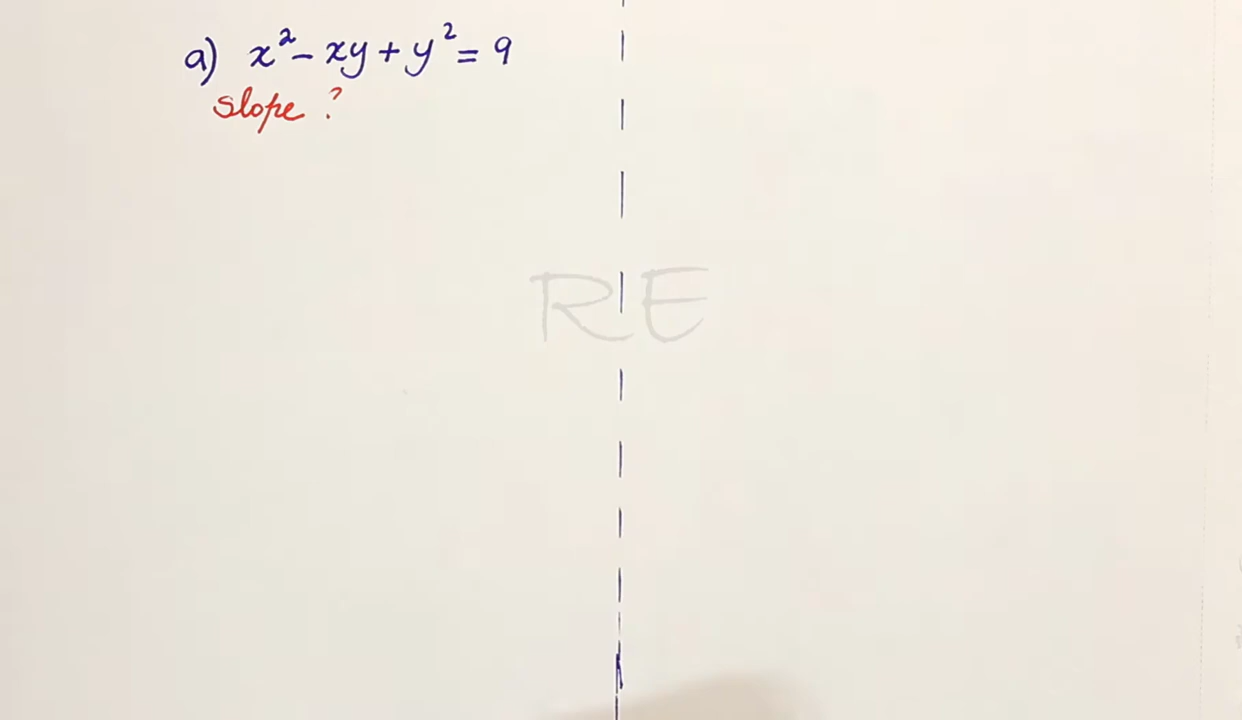 a) x² - xy + y² = 9
slope ?
RE